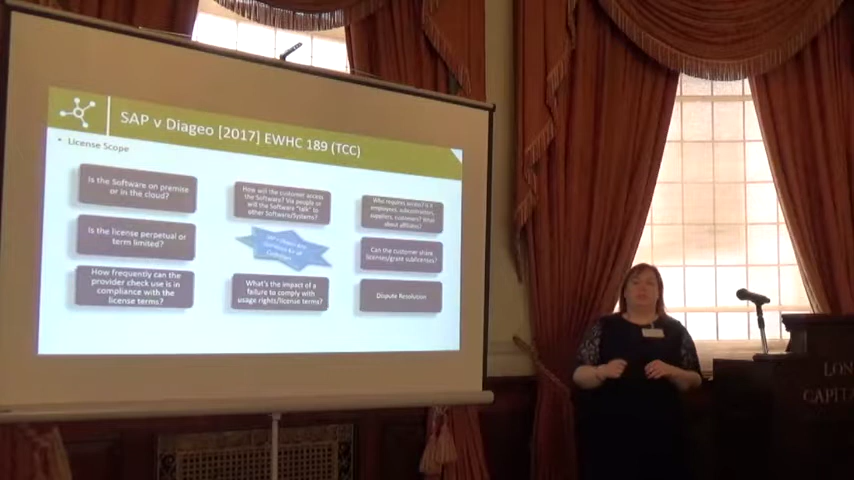 SAP v Diageo [2017] EWHC 189 (TCC)
• License Scope
Is the Software on premise
or in the cloud?
How will the customer access
the Software? Via people or
will the Software "talk" to
other Software/Systems?
Who requires access? Is it
employees, subcontractors,
suppliers, customers? What
about affiliates?
Is the license perpetual or
term limited?
Can the customer share
licenses/grant sublicenses?
How frequently can the
provider check use is in
compliance with the
license terms?
What's the impact of a
failure to comply with
usage rights/license terms?
Dispute Resolution
LON
CAPITA